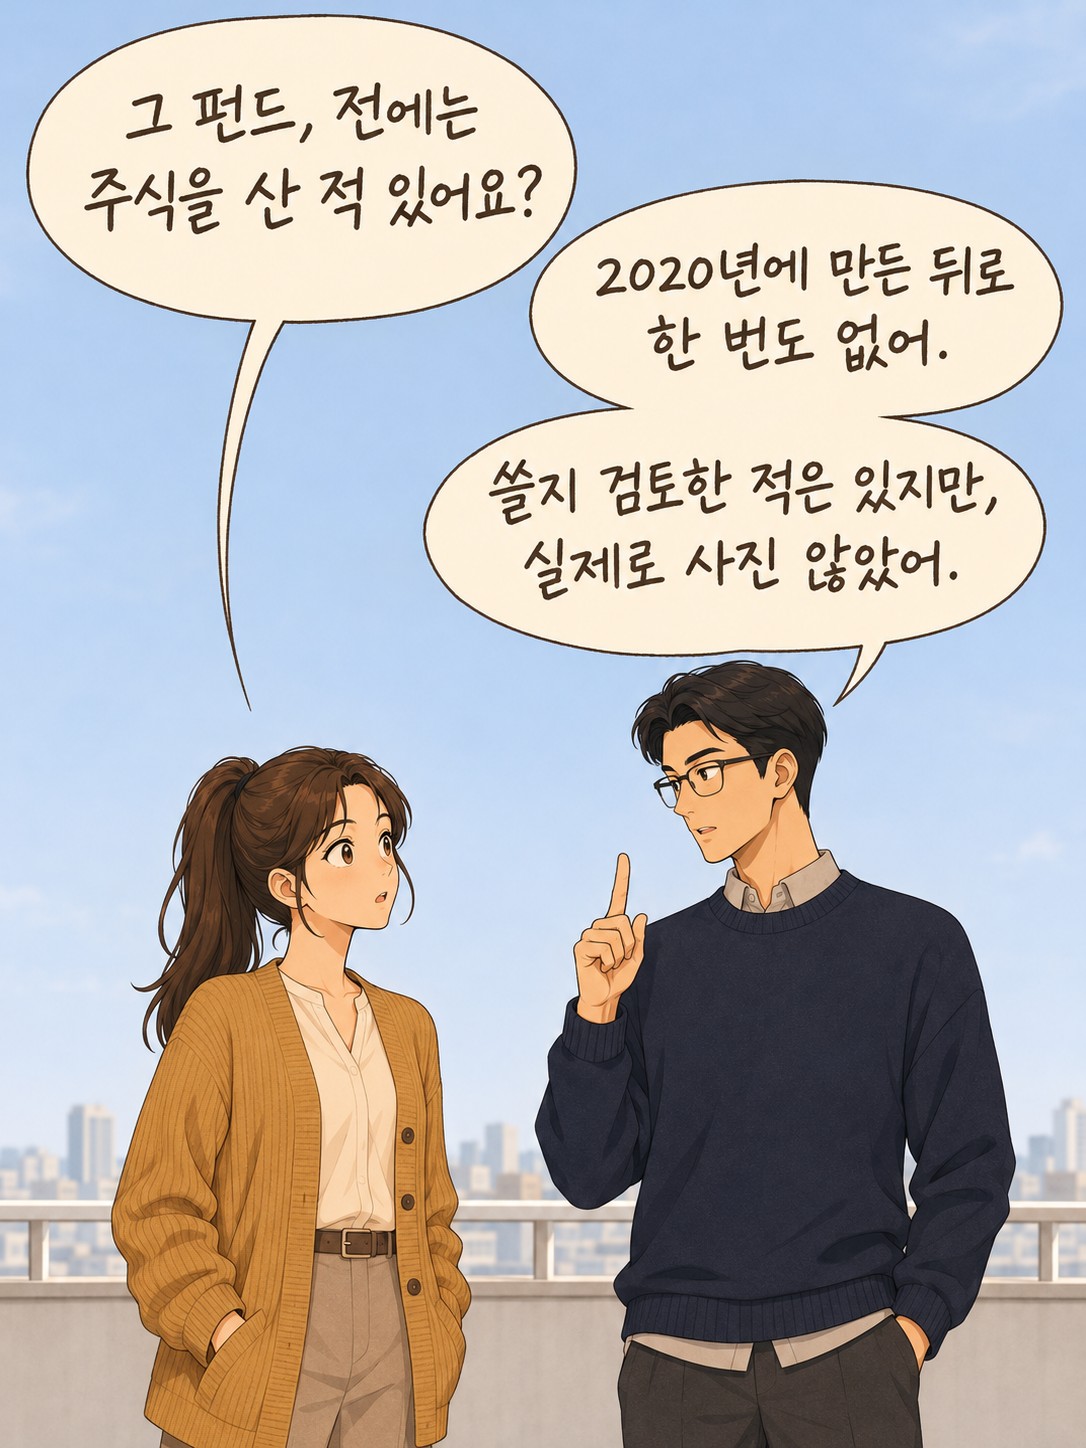 그 펀드, 전에는
주식을 산 적 있어요?
2020년에 만든 뒤로
한 번도 없어.
쓸지 검토한 적은 있지만,
실제로 사진 않았어.